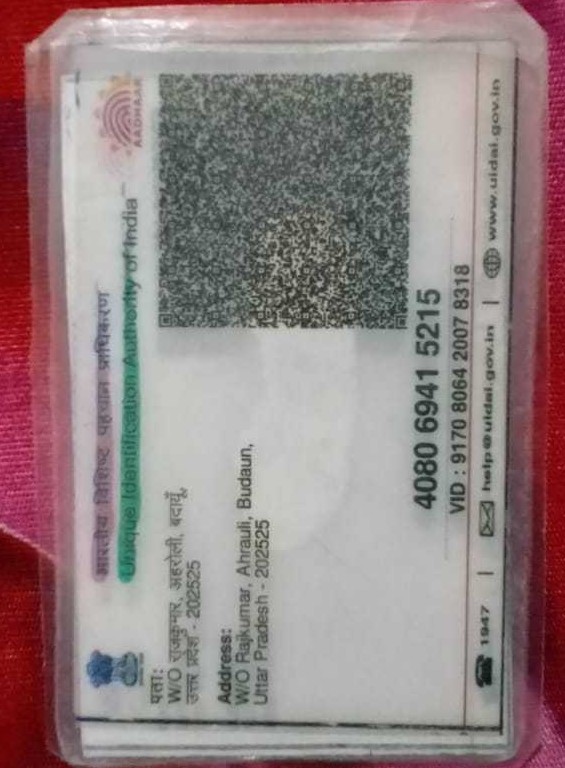 भारतीय विशिष्ट पहचान प्राधिकरण
Unique Identification Authority of India
AADHAAR
पता:
W/O राजकुमार, अहरोली, बदायूँ,
उत्तर प्रदेश - 202525
Address:
W/O Rajkumar, Ahrauli, Budaun,
Uttar Pradesh - 202525
4080 6941 5215
VID : 9170 8064 2007 8318
1947 | help@uidai.gov.in | www.uidai.gov.in